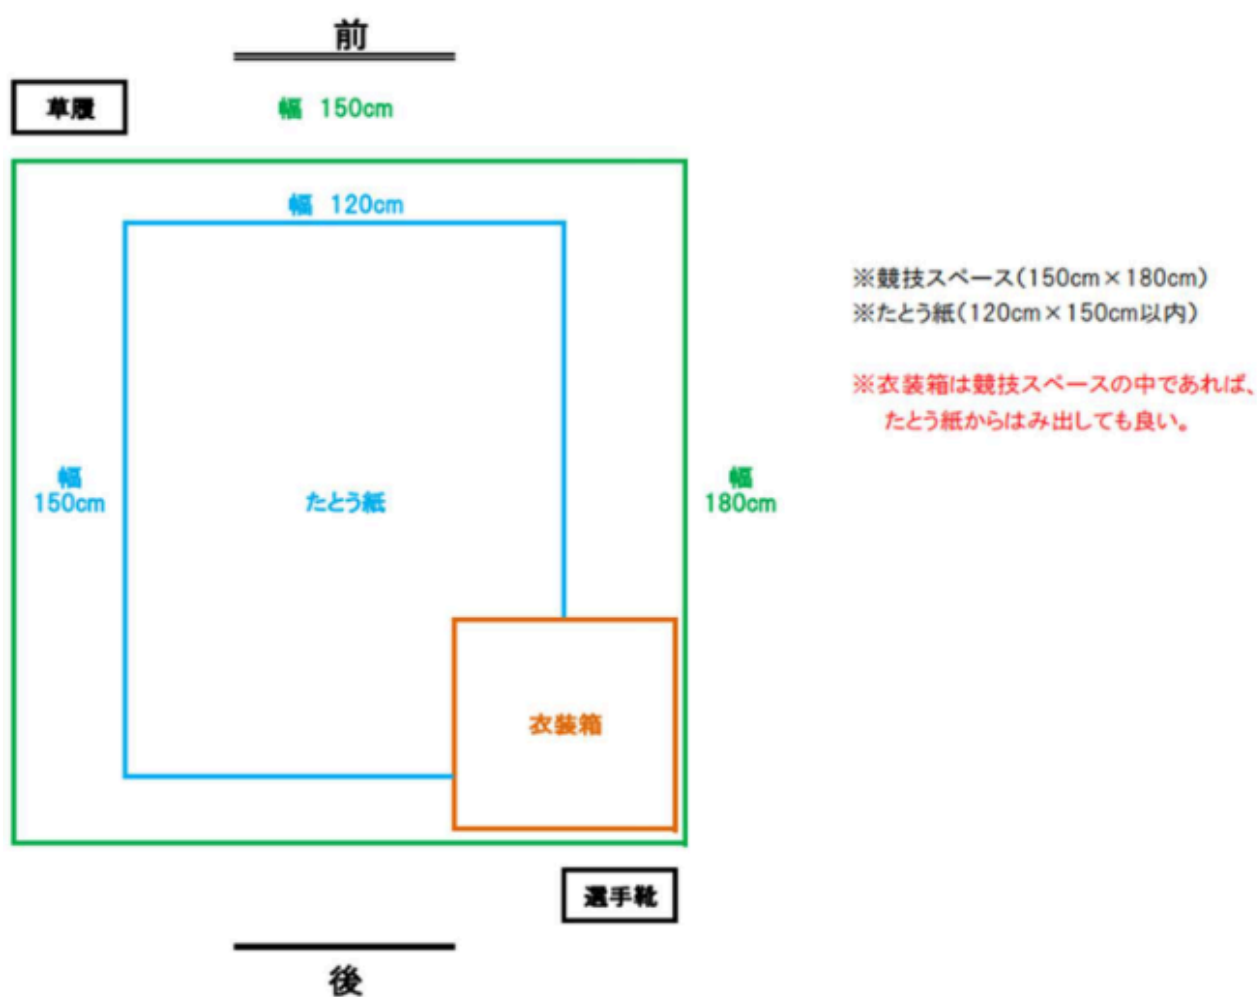 前
草履
幅 150cm
幅 120cm
※競技スペース(150cm×180cm)
※たとう紙(120cm×150cm以内)
※衣装箱は競技スペースの中であれば、
たとう紙からはみ出しても良い。
幅
150cm
たとう紙
幅
180cm
衣装箱
選手靴
後